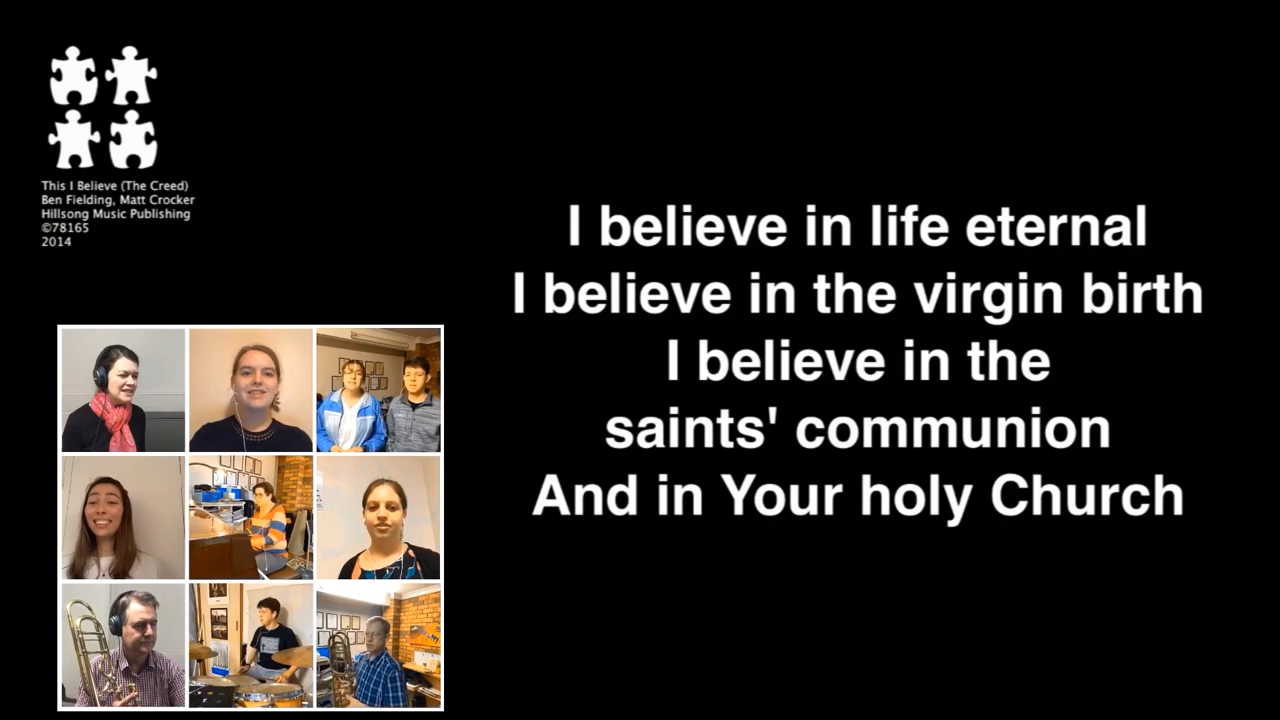 This I Believe (The Creed)
Ben Fielding, Matt Crocker
Hillsong Music Publishing
©78165
2014
I believe in life eternal
I believe in the virgin birth
I believe in the
saints' communion
And in Your holy Church